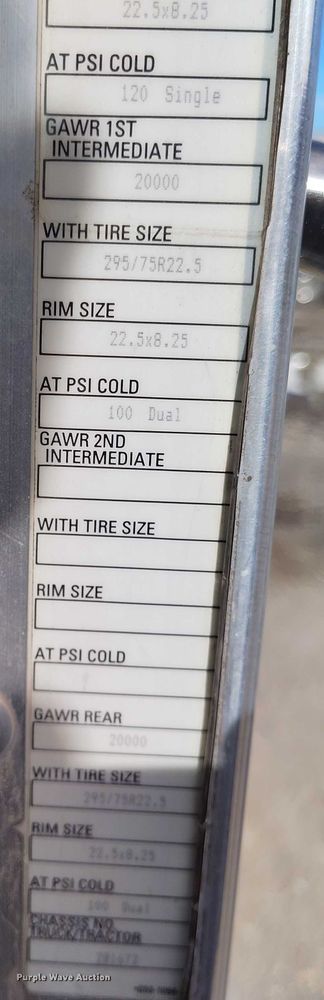 22.5x8.25
AT PSI COLD
120 Single
GAWR 1ST
INTERMEDIATE
20000
WITH TIRE SIZE
295/75R22.5
RIM SIZE
22.5x8.25
AT PSI COLD
100 Dual
GAWR 2ND
INTERMEDIATE
WITH TIRE SIZE
RIM SIZE
AT PSI COLD
GAWR REAR
20000
WITH TIRE SIZE
295/75R22.5
RIM SIZE
22.5x8.25
AT PSI COLD
100 Dual
CHASSIS NO.
TRUCK/TRACTOR
Purple Wave Auction